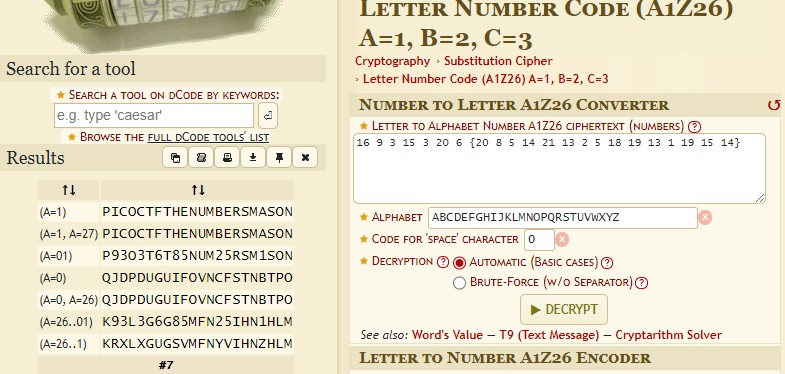 Search for a tool
★ Search a tool on dCode by keywords:
e.g. type 'caesar'
★ Browse the full dCode tools' list
Results
↑↓ ↑↓
(A=1) PICOCTFTHENUMBERSMASON
(A=1, A=27) PICOCTFTHENUMBERSMASON
(A=01) P93O3T6T85NUM25RSM1SON
(A=0) QJDPDUGUIFOVNCFSTNBTPO
(A=0, A=26) QJDPDUGUIFOVNCFSTNBTPO
(A=26..01) K93L3G6G85MFN25IHN1HLM
(A=26..1) KRXLXGUGSVMFNYVIHNZHLM
#7
Letter Number Code (A1Z26)
A=1, B=2, C=3
Cryptography › Substitution Cipher
› Letter Number Code (A1Z26) A=1, B=2, C=3
Number to Letter A1Z26 Converter
★ Letter to Alphabet Number A1Z26 ciphertext (numbers) ?
16 9 3 15 3 20 6 {20 8 5 14 21 13 2 5 18 19 13 1 19 15 14}
★ Alphabet ABCDEFGHIJKLMNOPQRSTUVWXYZ X
★ Code for 'space' character 0 X
★ Decryption ? Automatic (Basic cases) ?
Brute-Force (w/o Separator) ?
▶ DECRYPT
See also: Word's Value — T9 (Text Message) — Cryptarithm Solver
Letter to Number A1Z26 Encoder